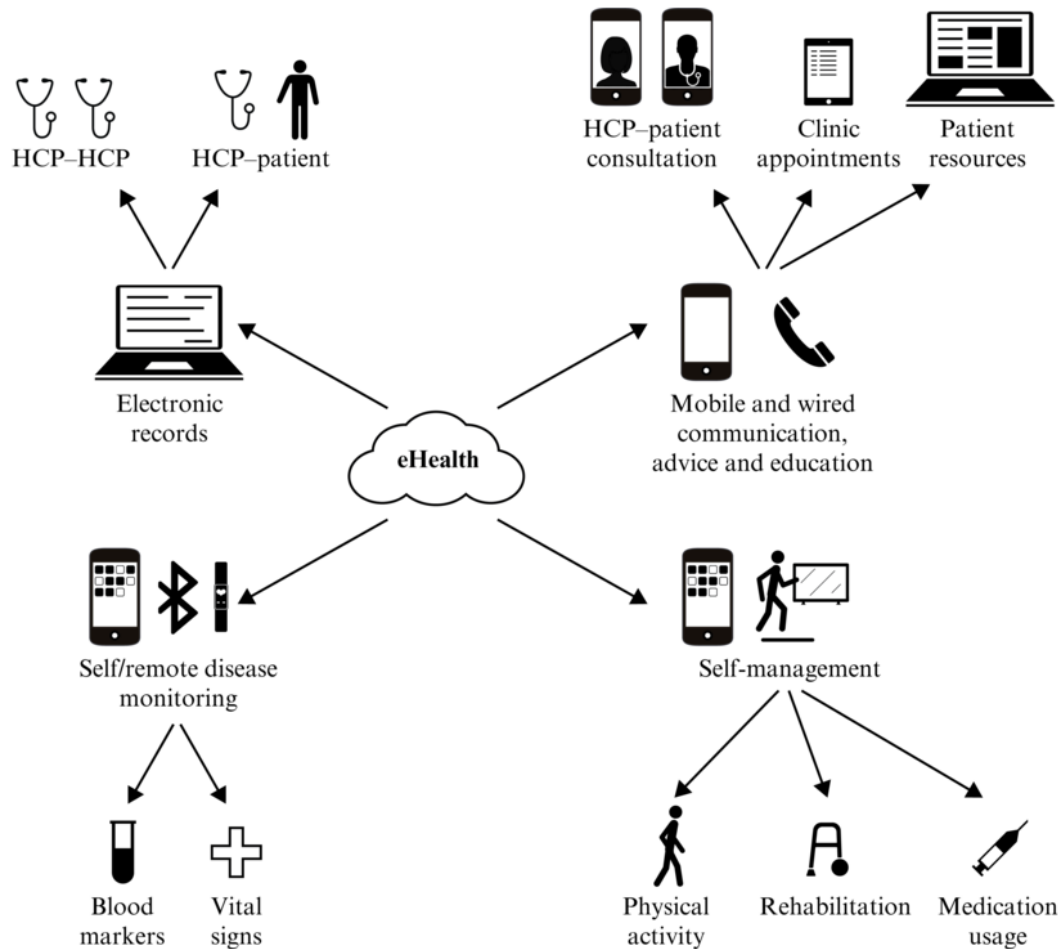 HCP–HCP
HCP–patient
HCP–patient
consultation
Clinic
appointments
Patient
resources
Electronic
records
Mobile and wired
communication,
advice and education
eHealth
Self/remote disease
monitoring
Self-management
Blood
markers
Vital
signs
Physical
activity
Rehabilitation
Medication
usage